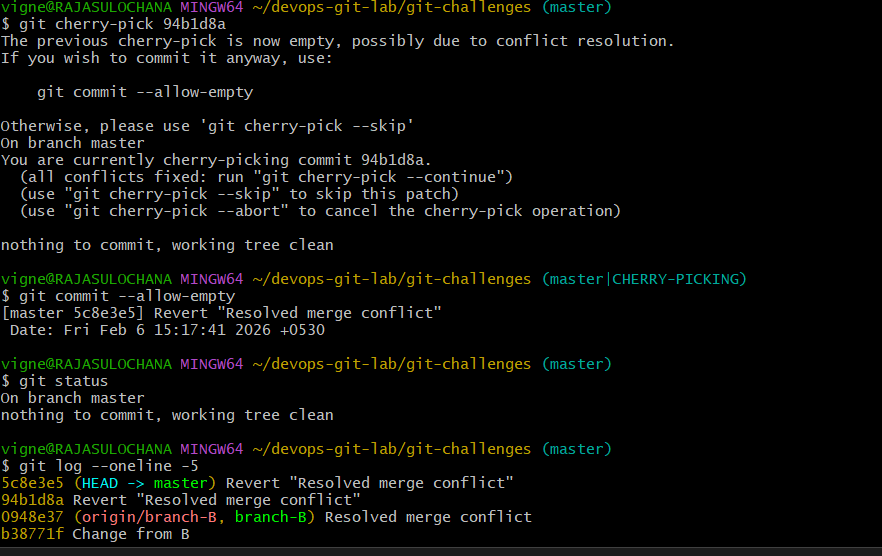 vigne@RAJASULOCHANA MINGW64 ~/devops-git-lab/git-challenges (master)
$ git cherry-pick 94b1d8a
The previous cherry-pick is now empty, possibly due to conflict resolution.
If you wish to commit it anyway, use:

    git commit --allow-empty

Otherwise, please use 'git cherry-pick --skip'
On branch master
You are currently cherry-picking commit 94b1d8a.
  (all conflicts fixed: run "git cherry-pick --continue")
  (use "git cherry-pick --skip" to skip this patch)
  (use "git cherry-pick --abort" to cancel the cherry-pick operation)

nothing to commit, working tree clean

vigne@RAJASULOCHANA MINGW64 ~/devops-git-lab/git-challenges (master|CHERRY-PICKING)
$ git commit --allow-empty
[master 5c8e3e5] Revert "Resolved merge conflict"
 Date: Fri Feb 6 15:17:41 2026 +0530

vigne@RAJASULOCHANA MINGW64 ~/devops-git-lab/git-challenges (master)
$ git status
On branch master
nothing to commit, working tree clean

vigne@RAJASULOCHANA MINGW64 ~/devops-git-lab/git-challenges (master)
$ git log --oneline -5
5c8e3e5 (HEAD -> master) Revert "Resolved merge conflict"
94b1d8a Revert "Resolved merge conflict"
0948e37 (origin/branch-B, branch-B) Resolved merge conflict
b38771f Change from B